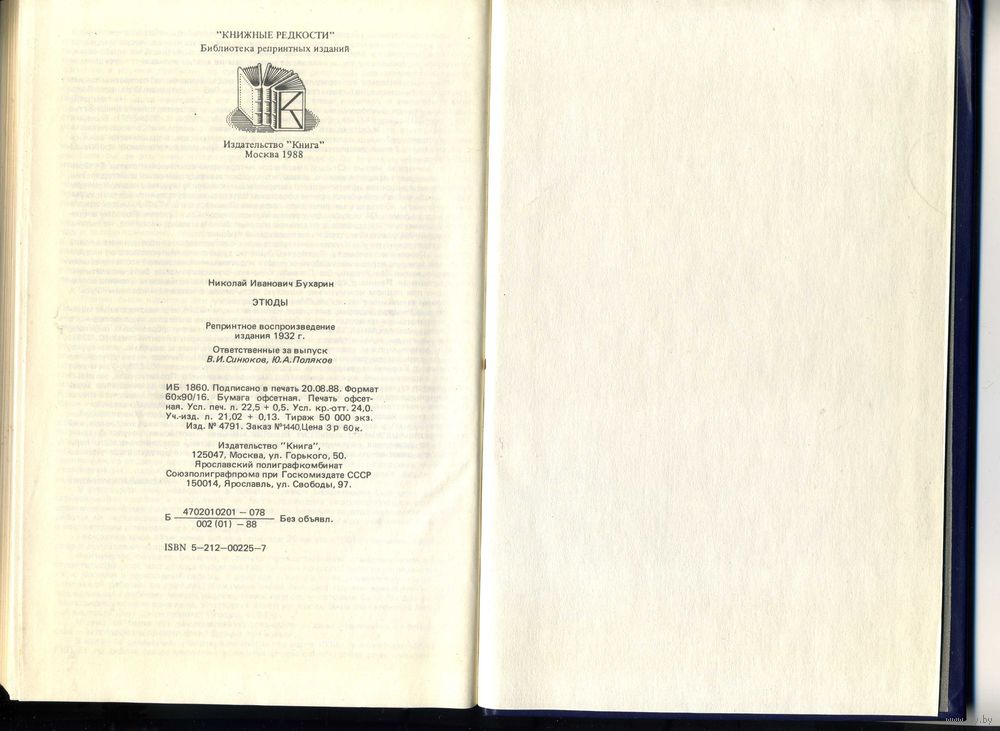 "КНИЖНЫЕ РЕДКОСТИ"
Библиотека репринтных изданий
К
Издательство "Книга"
Москва 1988
Николай Иванович Бухарин
ЭТЮДЫ
Репринтное воспроизведение
издания 1932 г.
Ответственные за выпуск
В.И.Синюков, Ю.А.Поляков
ИБ 1860. Подписано в печать 20.08.88. Формат
60х90/16. Бумага офсетная. Печать офсет-
ная. Усл. печ. л. 22,5 + 0,5. Усл. кр.-отт. 24,0.
Уч.-изд. л. 21,02 + 0,13. Тираж 50 000 экз.
Изд. № 4791. Заказ №1440.Цена 3 р 60 к.
Издательство "Книга",
125047, Москва, ул. Горького, 50.
Ярославский полиграфкомбинат
Союзполиграфпрома при Госкомиздате СССР
150014, Ярославль, ул. Свободы, 97.
Б 4702010201 — 078
002 (01) — 88 Без объявл.
ISBN 5—212—00225—7